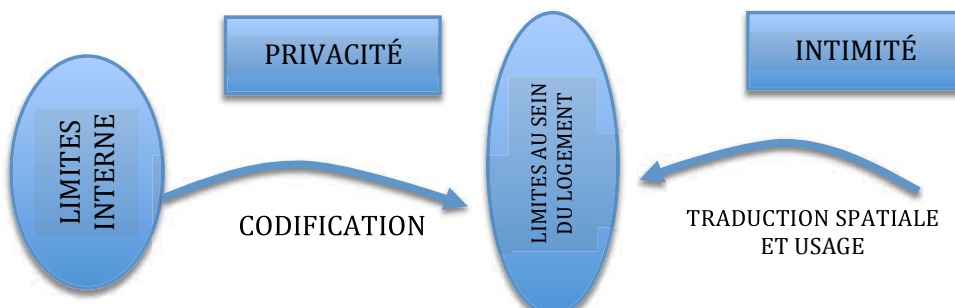 PRIVACITÉ
INTIMITÉ
LIMITES
INTERNE
LIMITES AU SEIN
DU LOGEMENT
CODIFICATION
TRADUCTION SPATIALE
ET USAGE